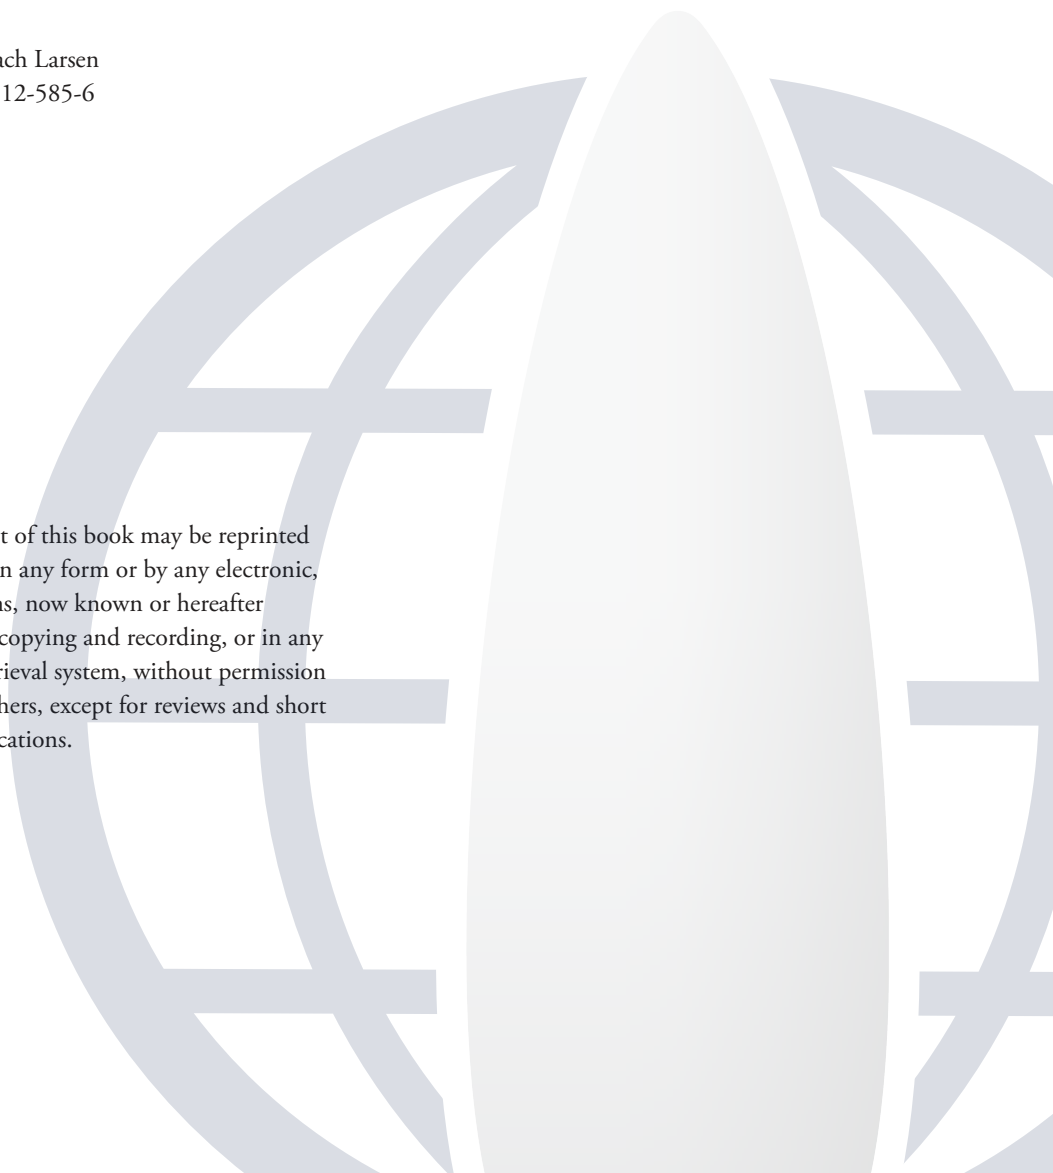 ach Larsen
12-585-6
t of this book may be reprinted
n any form or by any electronic,
ns, now known or hereafter
copying and recording, or in any
rieval system, without permission
hers, except for reviews and short
cations.